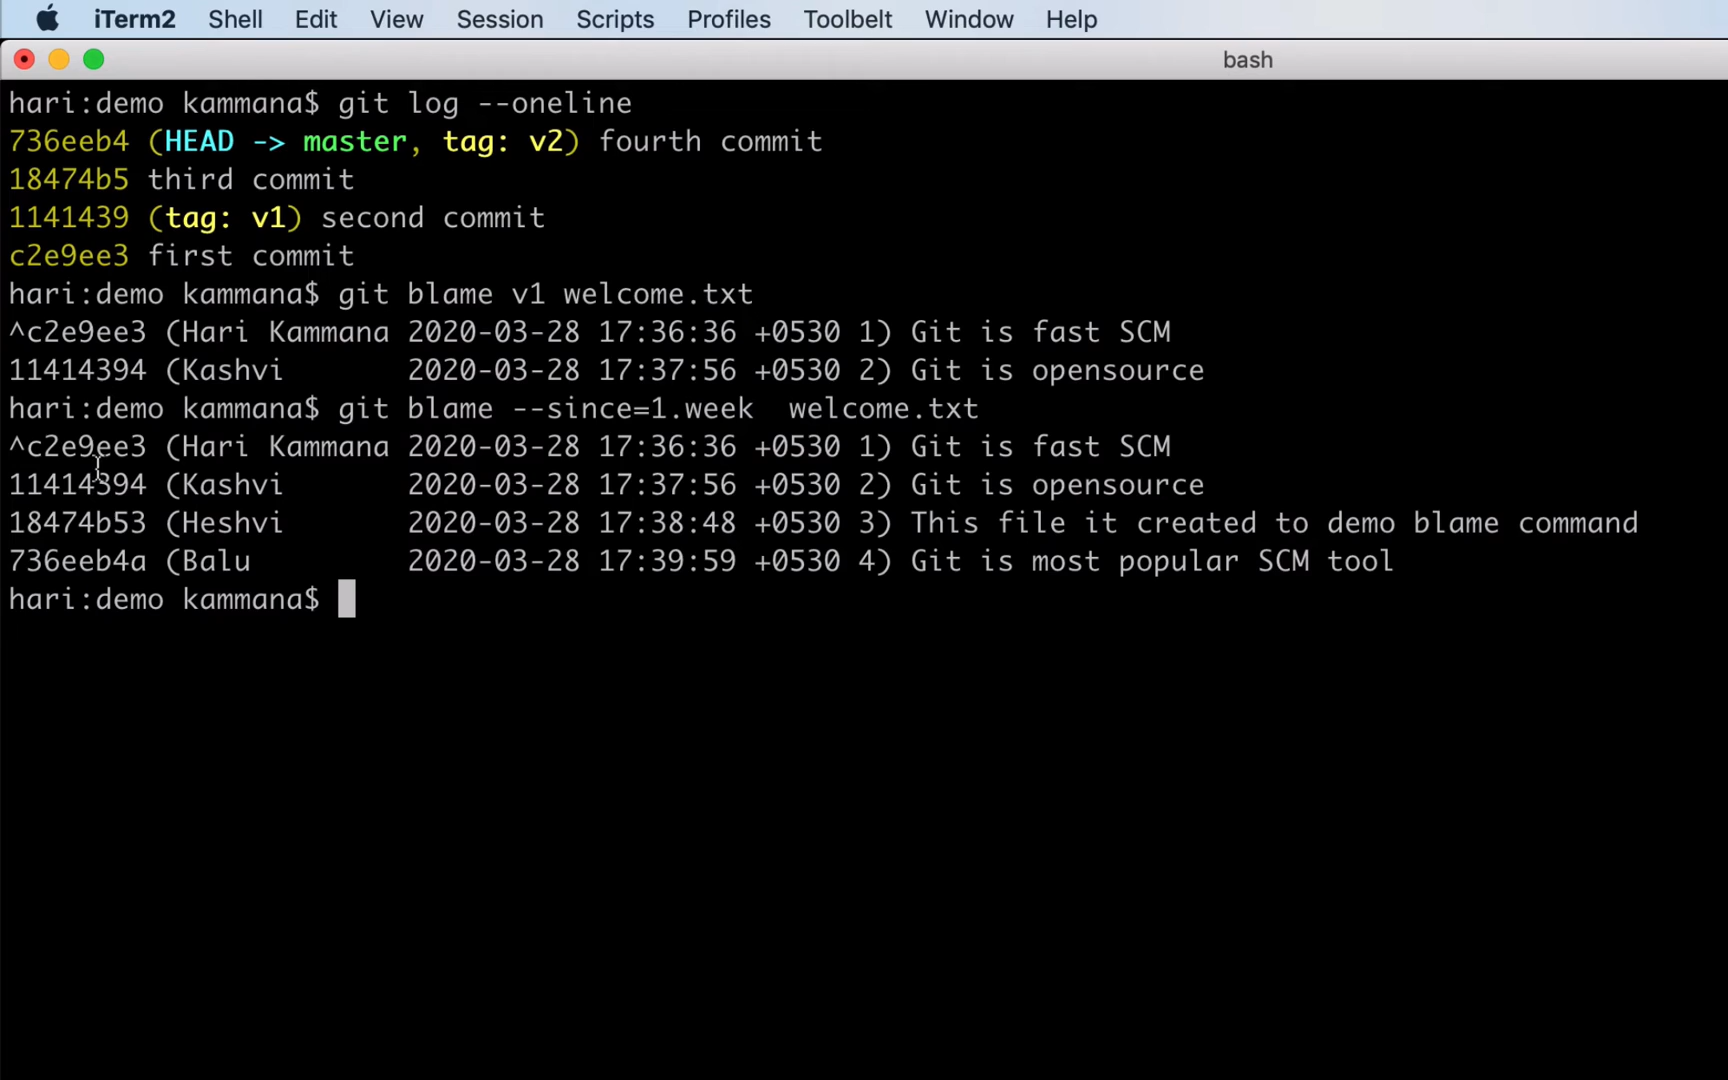 iTerm2 Shell Edit View Session Scripts Profiles Toolbelt Window Help
bash
hari:demo kammana$ git log --oneline
736eeb4 (HEAD -> master, tag: v2) fourth commit
18474b5 third commit
1141439 (tag: v1) second commit
c2e9ee3 first commit
hari:demo kammana$ git blame v1 welcome.txt
^c2e9ee3 (Hari Kammana 2020-03-28 17:36:36 +0530 1) Git is fast SCM
11414394 (Kashvi       2020-03-28 17:37:56 +0530 2) Git is opensource
hari:demo kammana$ git blame --since=1.week  welcome.txt
^c2e9ee3 (Hari Kammana 2020-03-28 17:36:36 +0530 1) Git is fast SCM
11414394 (Kashvi       2020-03-28 17:37:56 +0530 2) Git is opensource
18474b53 (Heshvi       2020-03-28 17:38:48 +0530 3) This file it created to demo blame command
736eeb4a (Balu         2020-03-28 17:39:59 +0530 4) Git is most popular SCM tool
hari:demo kammana$